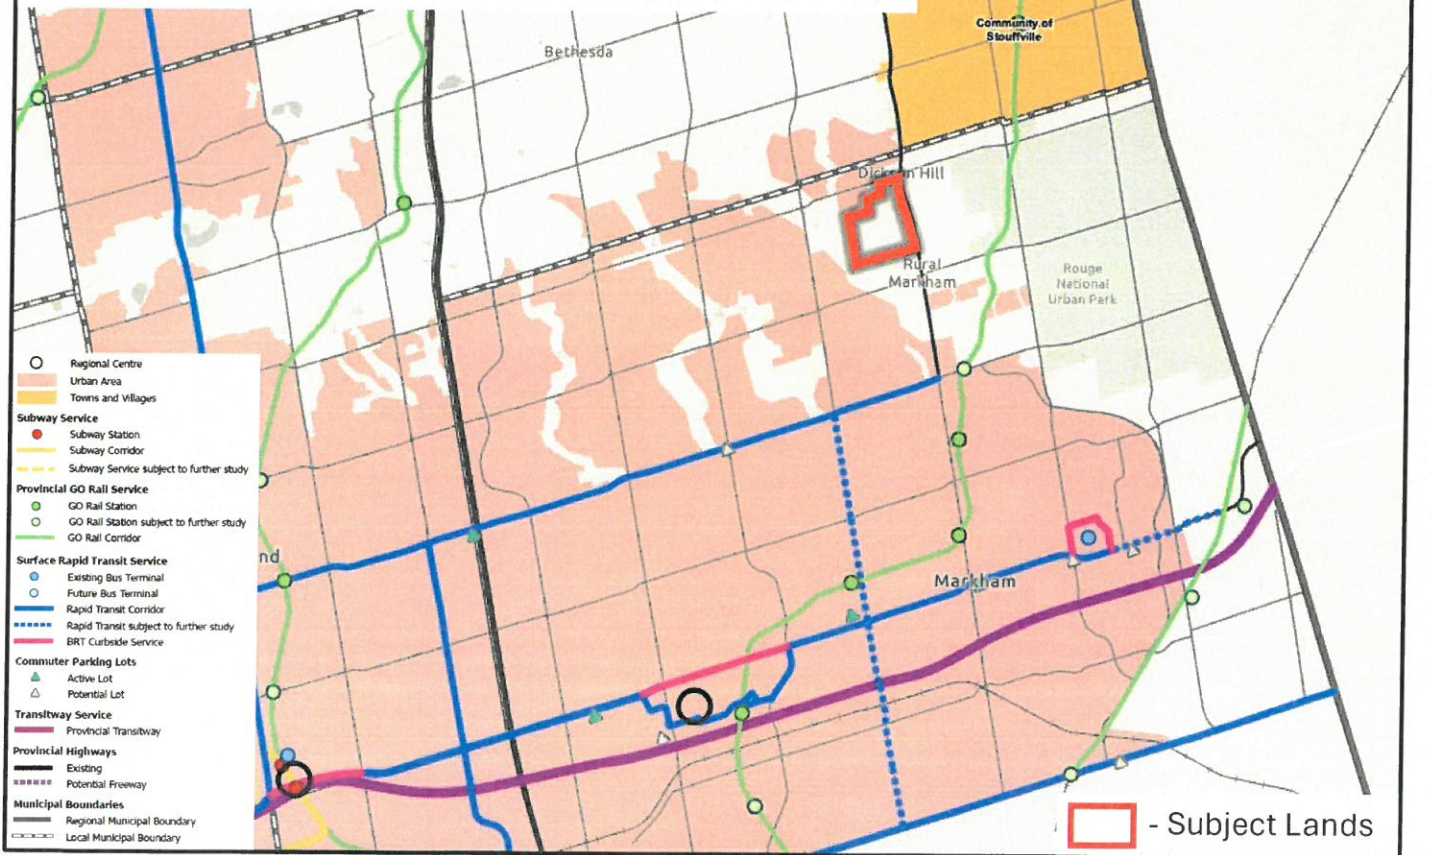 Community of
Stouffville
Bethesda
Dickson Hill
Rural
Markham
Rouge
National
Urban Park
nd
Markham
Regional Centre
Urban Area
Towns and Villages
Subway Service
Subway Station
Subway Corridor
Subway Service subject to further study
Provincial GO Rail Service
GO Rail Station
GO Rail Station subject to further study
GO Rail Corridor
Surface Rapid Transit Service
Existing Bus Terminal
Future Bus Terminal
Rapid Transit Corridor
Rapid Transit subject to further study
BRT Curbside Service
Commuter Parking Lots
Active Lot
Potential Lot
Transitway Service
Provincial Transitway
Provincial Highways
Existing
Potential Freeway
Municipal Boundaries
Regional Municipal Boundary
Local Municipal Boundary
- Subject Lands